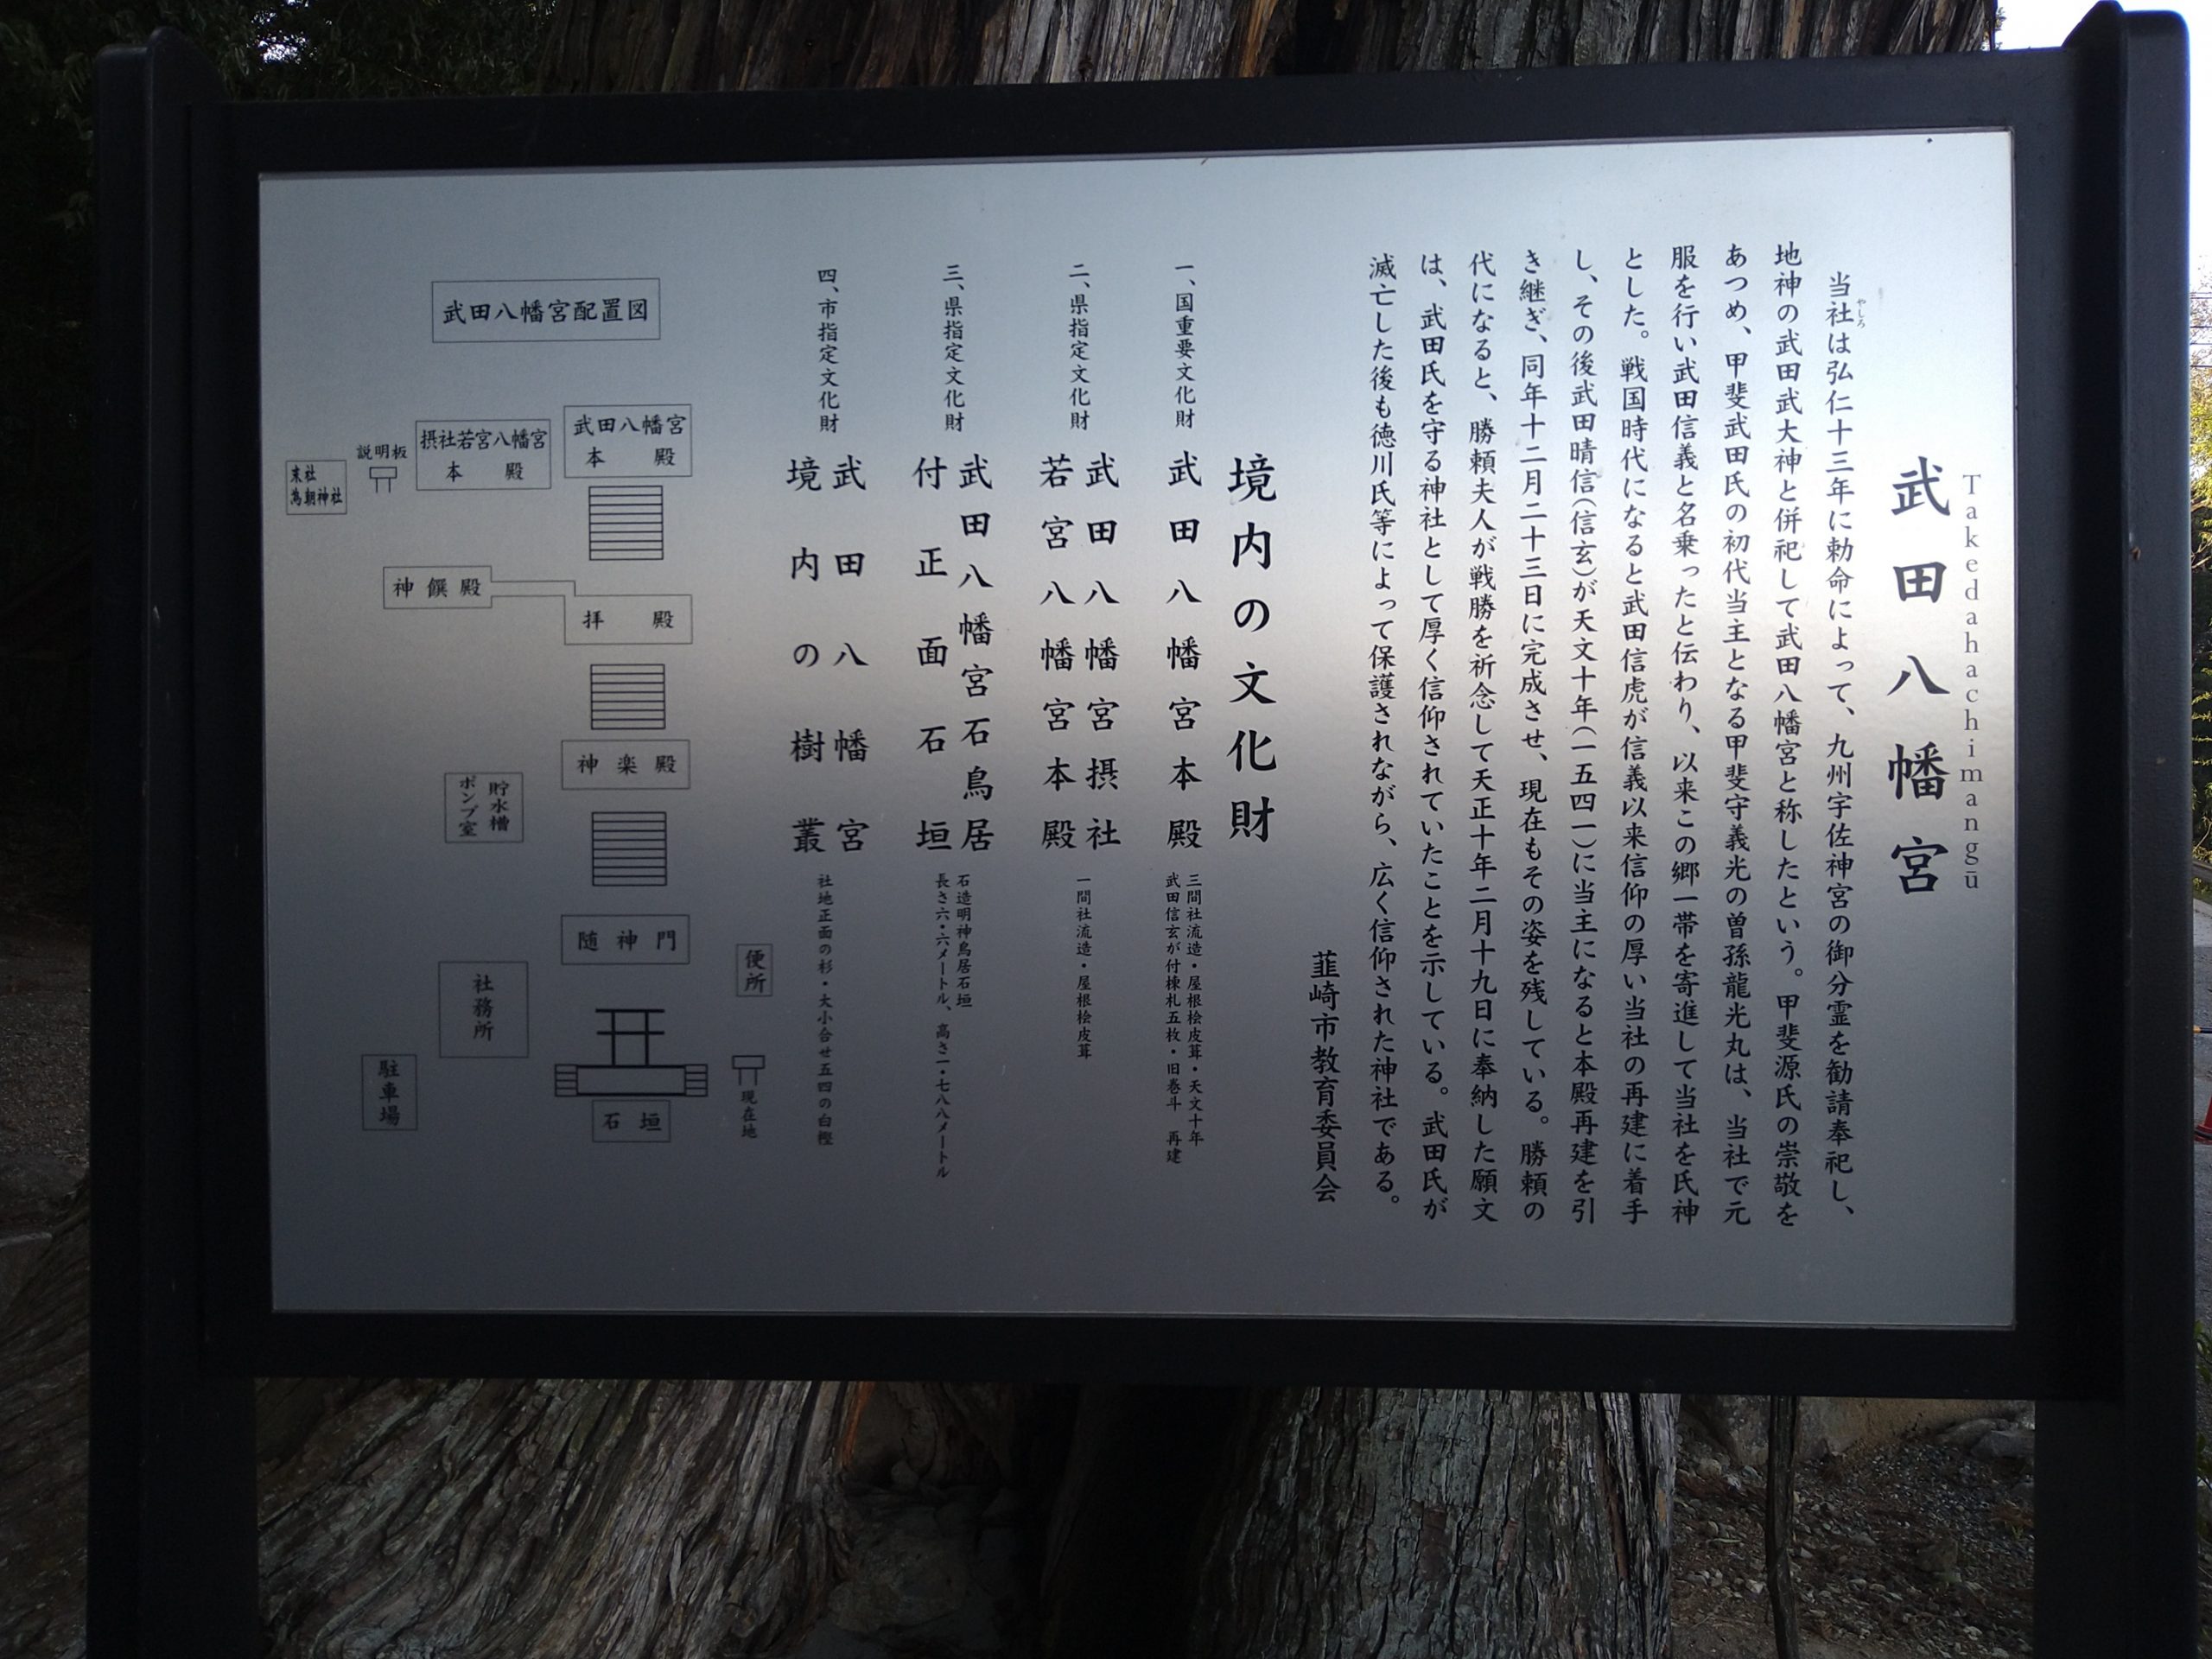 武田八幡宮
Takedahachimangū
当社は弘仁十三年に勅命によって、九州宇佐神宮の御分霊を勧請奉祀し、
やしろ
地神の武田武大神と併祀して武田八幡宮と称したという。甲斐源氏の崇敬を
あつめ、甲斐武田氏の初代当主となる甲斐守義光の曽孫龍光丸は、当社で元
服を行い武田信義と名乗ったと伝わり、以来この郷一帯を寄進して当社を氏神
とした。戦国時代になると武田信虎が信義以来信仰の厚い当社の再建に着手
し、その後武田晴信(信玄)が天文十年(一五四一)に当主になると本殿再建を引
き継ぎ、同年十二月二十三日に完成させ、現在もその姿を残している。勝頼の
代になると、勝頼夫人が戦勝を祈念して天正十年二月十九日に奉納した願文
は、武田氏を守る神社として厚く信仰されていたことを示している。武田氏が
滅亡した後も徳川氏等によって保護されながら、広く信仰された神社である。
韮崎市教育委員会
境内の文化財
一、国重要文化財
武田八幡宮本殿
三間社流造・屋根桧皮葺・天文十年
武田信玄が付棟札五枚・旧巻斗 再建
二、県指定文化財
武田八幡宮摂社
若宮八幡宮本殿
一間社流造・屋根桧皮葺
三、県指定文化財
武田八幡宮石鳥居
付正面石垣
石造明神鳥居石垣
長さ六・六メートル、高さ一・七八八メートル
四、市指定文化財
武田八幡宮
境内の樹叢
社地正面の杉・大小合せ五四の白樫
武田八幡宮配置図
武田八幡宮
本殿
摂社若宮八幡宮
本殿
説明板
末社
為朝神社
神饌殿
拝殿
神楽殿
貯水槽
ポンプ室
随神門
便所
社務所
駐車場
石垣
現在地